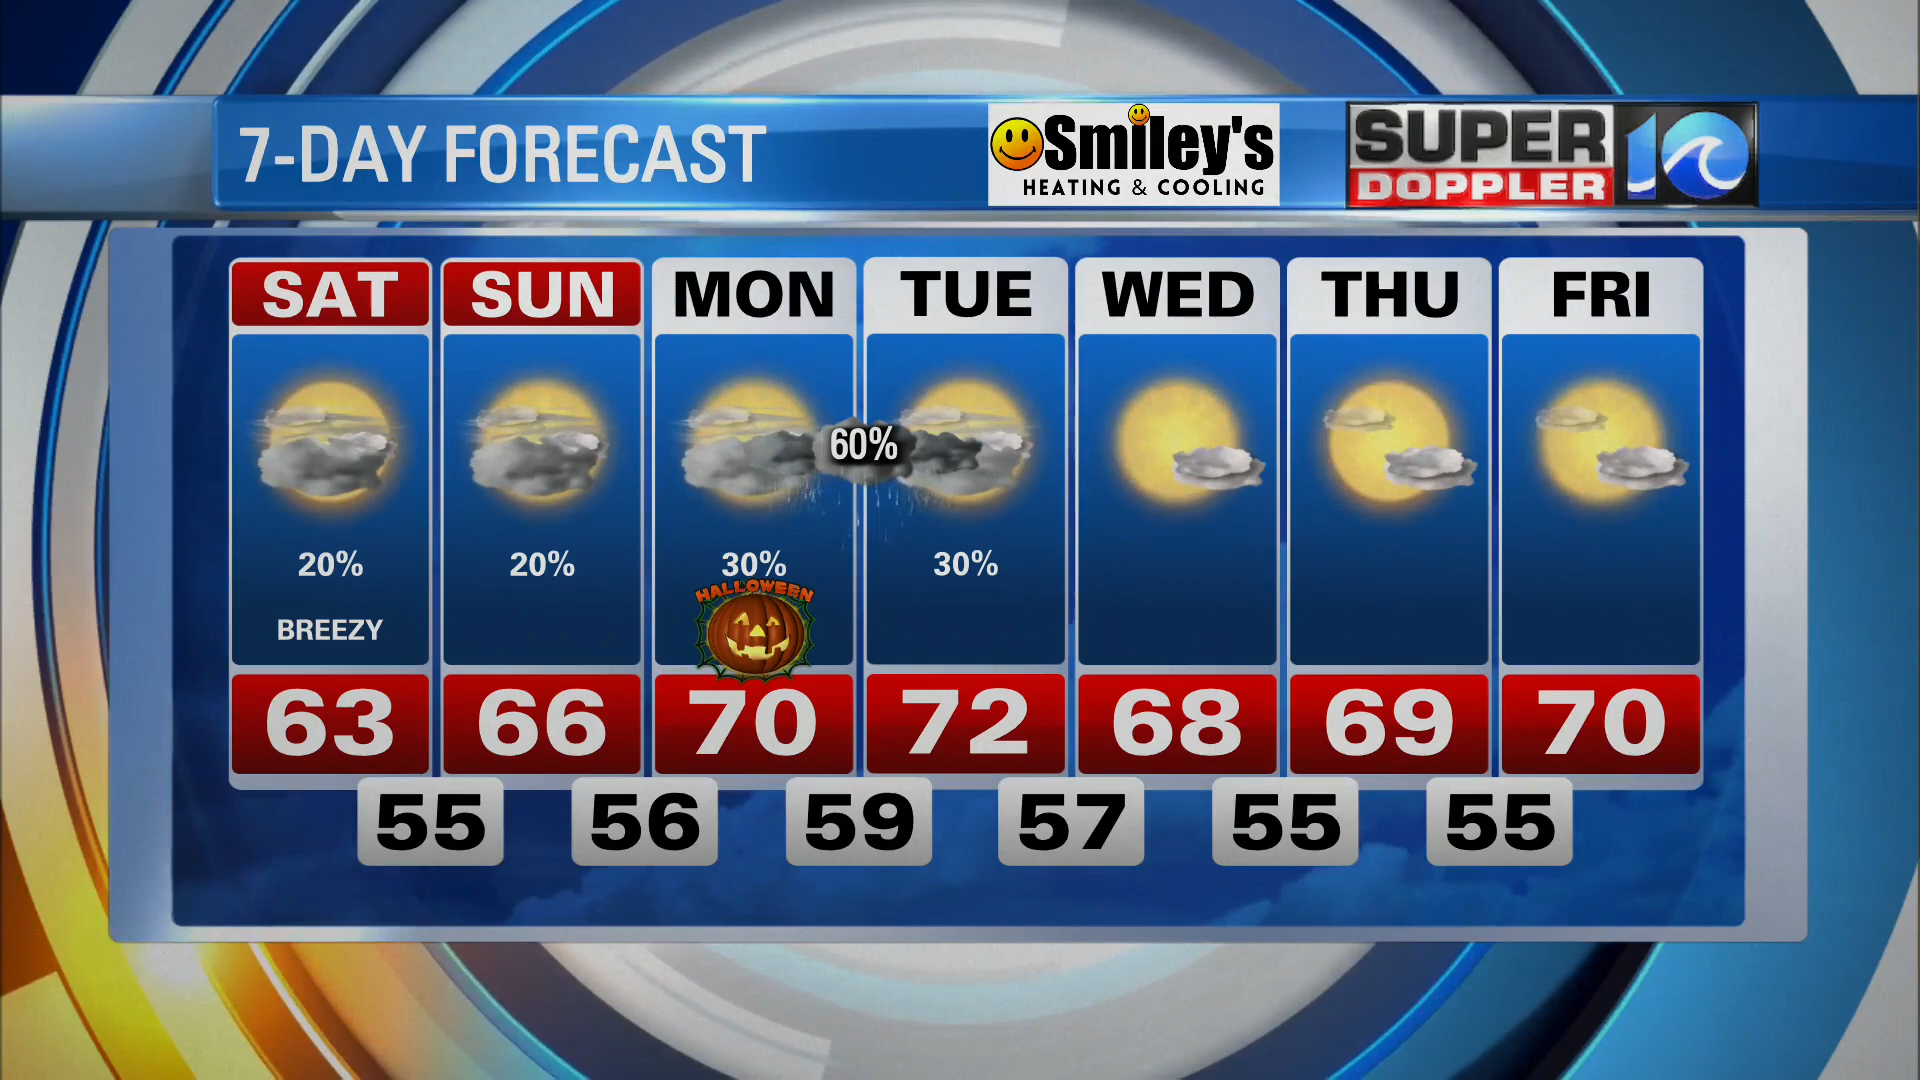 7-DAY FORECAST
Smiley's
HEATING & COOLING
SUPER
DOPPLER
10
SAT SUN MON TUE WED THU FRI
60%
20% 20% 30% 30%
HALLOWEEN
BREEZY
63 66 70 72 68 69 70
55 56 59 57 55 55